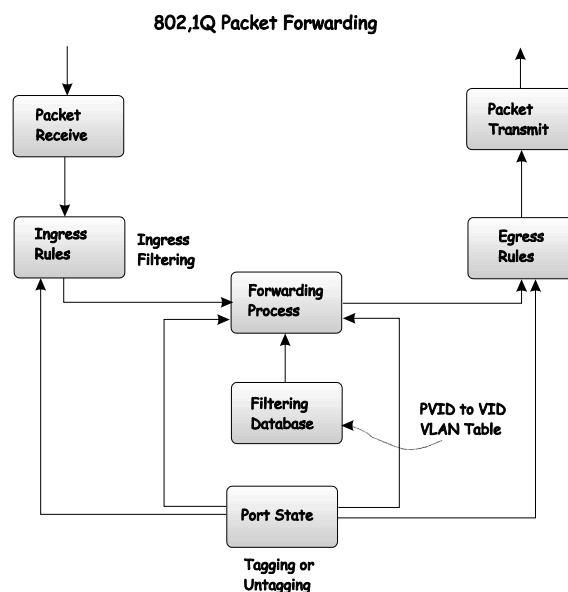 802,1Q Packet Forwarding
Packet
Receive
Packet
Transmit
Ingress
Rules
Ingress
Filtering
Egress
Rules
Forwarding
Process
Filtering
Database
PVID to VID
VLAN Table
Port State
Tagging or
Untagging